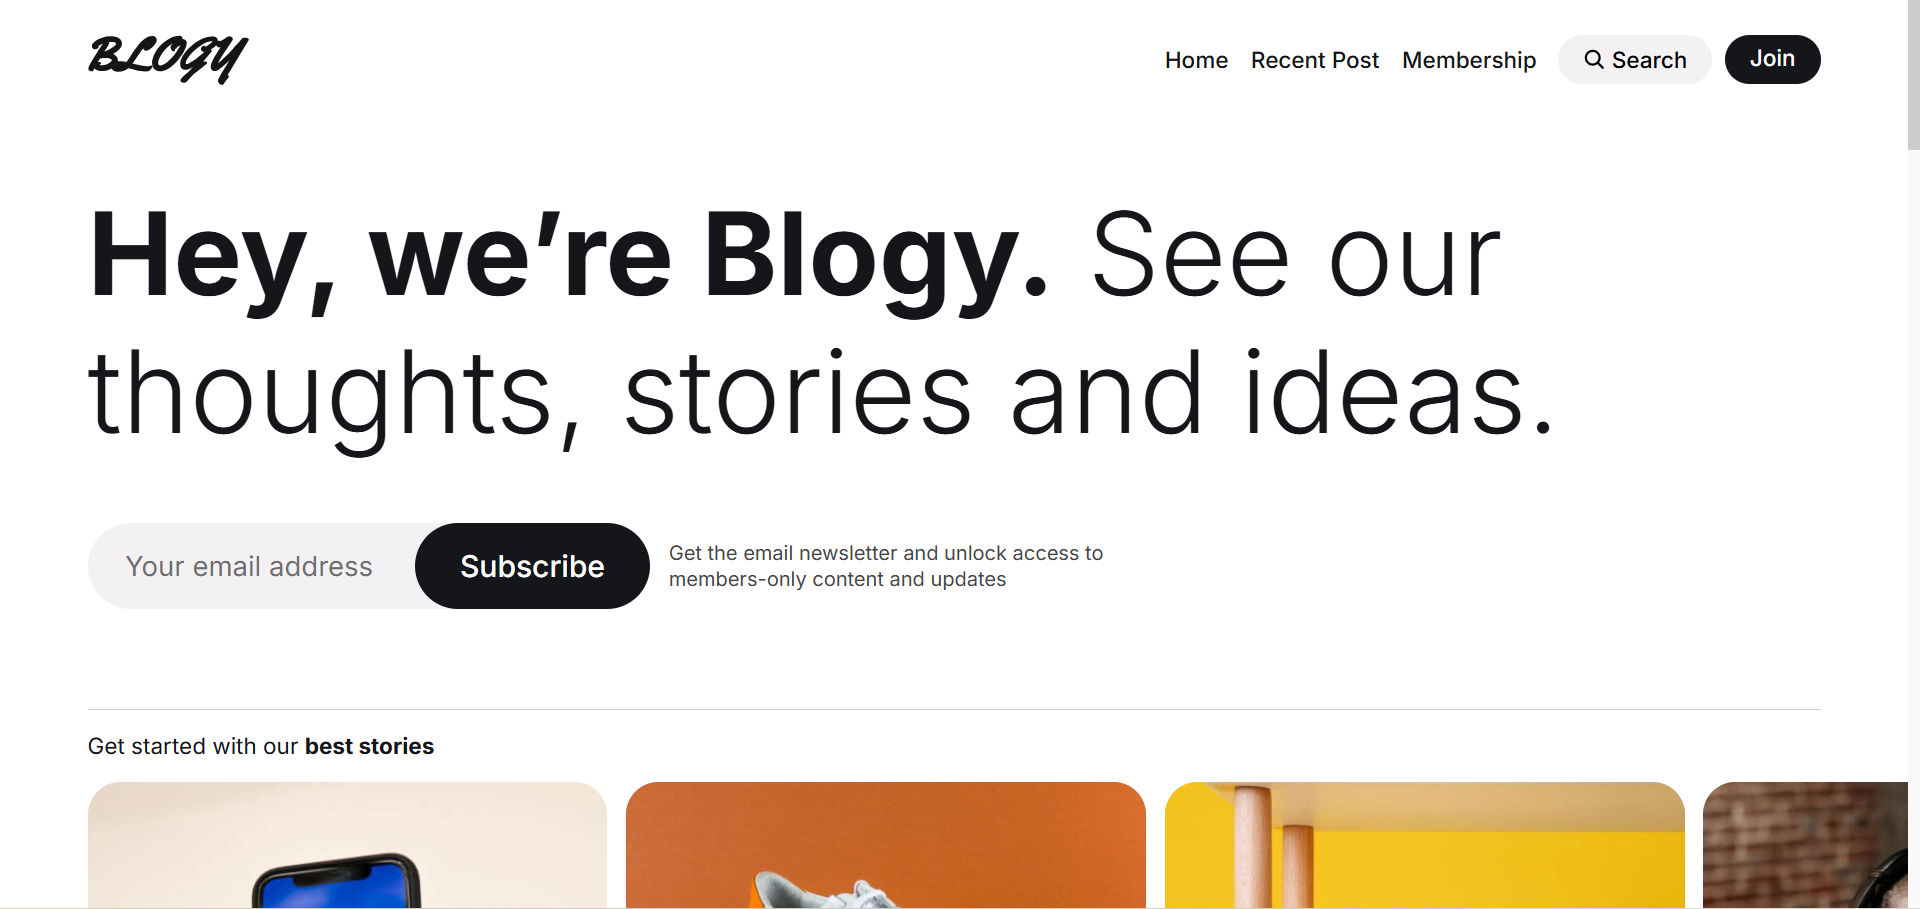 BLOGY
Home Recent Post Membership Search Join
Hey, we’re Blogy. See our
thoughts, stories and ideas.
Your email address Subscribe
Get the email newsletter and unlock access to
members-only content and updates
Get started with our best stories